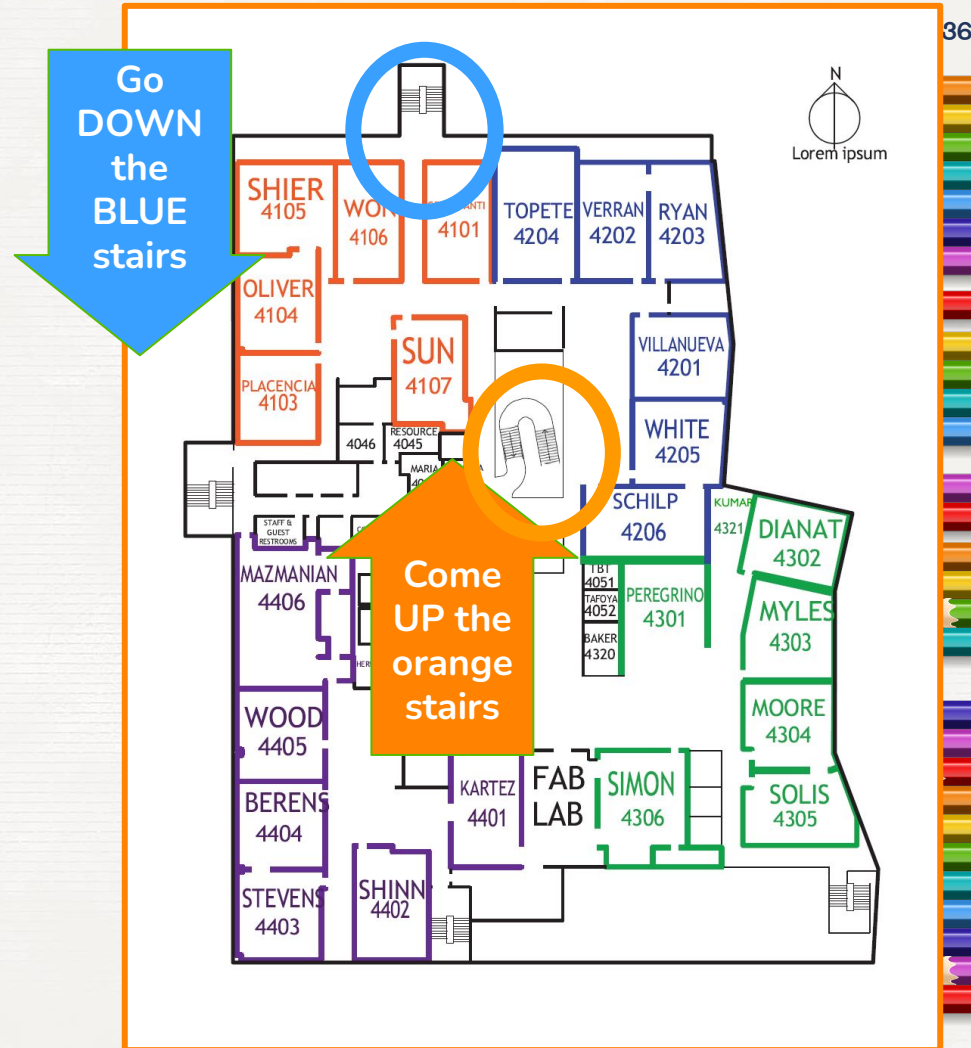 36
Go
DOWN
the
BLUE
stairs
N
Lorem ipsum
SHIER
4105
WON
4106
4101
TOPETE
4204
VERRAN
4202
RYAN
4203
OLIVER
4104
SUN
4107
VILLANUEVA
4201
PLACENCIA
4103
WHITE
4205
4046
RESOURCE
4045
MARIA
SCHILP
4206
KUMAR
4321
DIANAT
4302
STAFF &
GUEST
RESTROOMS
MAZMANIAN
4406
Come
UP the
orange
stairs
TBT
4051
TAFOYA
4052
BAKER
4320
PEREGRINO
4301
MYLES
4303
WOOD
4405
MOORE
4304
BERENS
4404
KARTEZ
4401
FAB
LAB
SIMON
4306
SOLIS
4305
STEVENS
4403
SHINN
4402